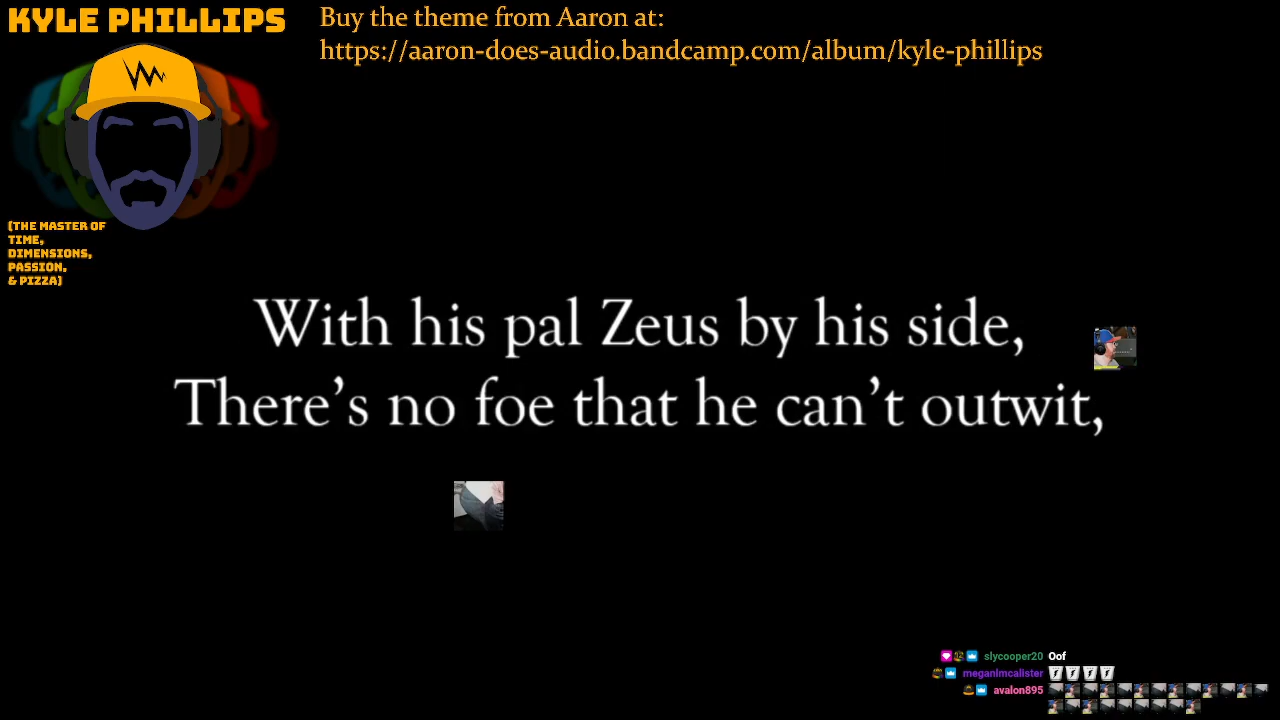 KYLE PHILLIPS
Buy the theme from Aaron at:
https://aaron-does-audio.bandcamp.com/album/kyle-phillips
(THE MASTER OF
TIME,
DIMENSIONS,
PASSION,
& PIZZA)
With his pal Zeus by his side,
There's no foe that he can't outwit,
slycooper20 Oof
meganlmcalister
avalon895